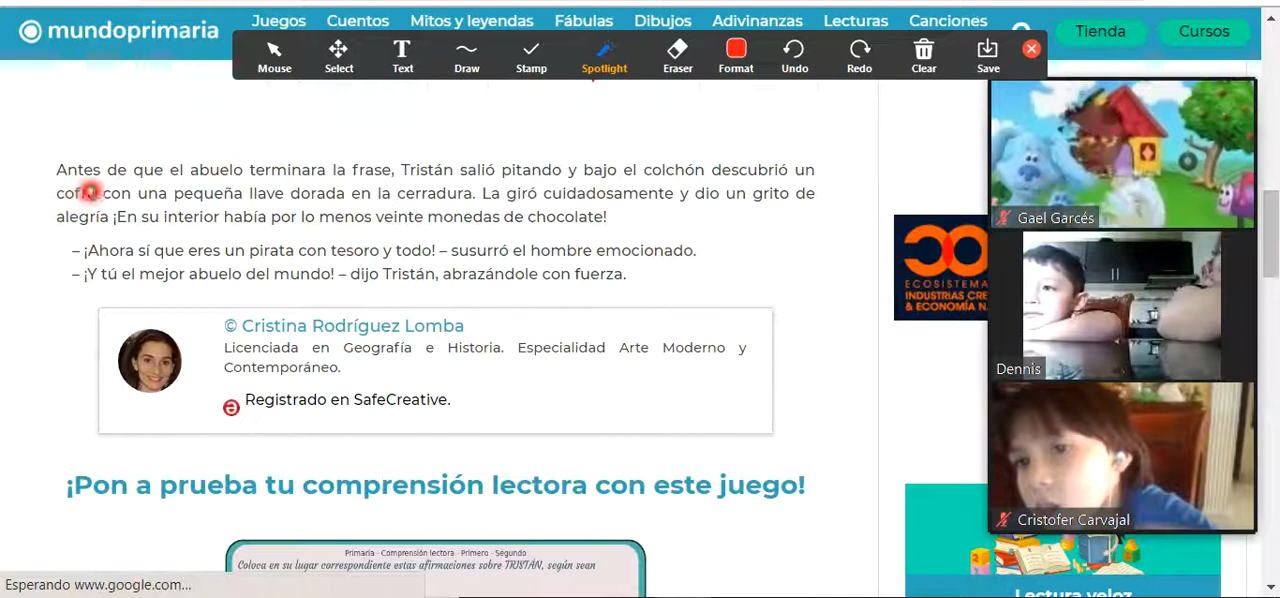 mundoprimaria
Juegos Cuentos Mitos y leyendas Fábulas Dibujos Adivinanzas Lecturas Canciones
Tienda Cursos
Mouse Select Text Draw Stamp Spotlight Eraser Format Undo Redo Clear Save
Antes de que el abuelo terminara la frase, Tristán salió pitando y bajo el colchón descubrió un
con una pequeña llave dorada en la cerradura. La giró cuidadosamente y dio un grito de
alegría ¡En su interior había por lo menos veinte monedas de chocolate!
– ¡Ahora sí que eres un pirata con tesoro y todo! – susurró el hombre emocionado.
– ¡Y tú el mejor abuelo del mundo! – dijo Tristán, abrazándole con fuerza.
© Cristina Rodríguez Lomba
Licenciada en Geografía e Historia. Especialidad Arte Moderno y
Contemporáneo.
Registrado en SafeCreative.
¡Pon a prueba tu comprensión lectora con este juego!
Primaria - Comprensión lectora - Primero - Segundo
Coloca en su lugar correspondiente estas afirmaciones sobre TRISTÁN, según sean
Esperando www.google.com...
ECOSISTEMA
INDUSTRIAS CRE
& ECONOMÍA N
Gael Garcés
Dennis
Cristofer Carvajal
Lectura veloz